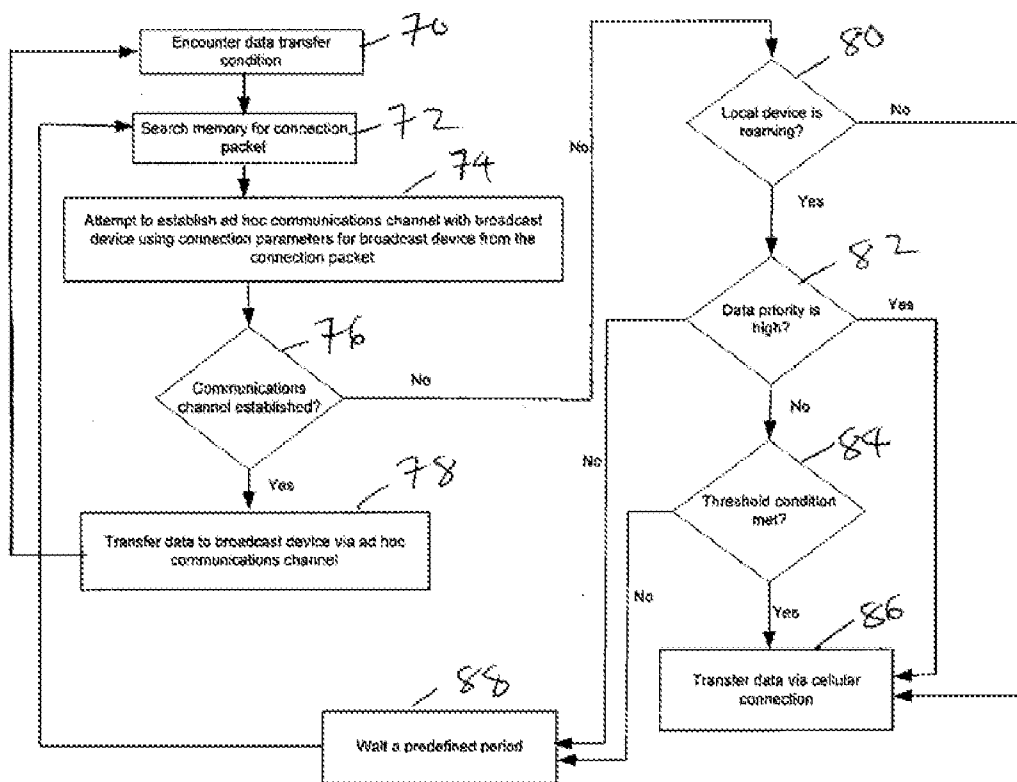 Encounter data transfer
condition
70
Search memory for connection
packet
72
74
Attempt to establish ad hoc communications channel with broadcast
device using connection parameters for broadcast device from the
connection packet
76
Communications
channel established?
No
Yes
78
Transfer data to broadcast device via ad hoc
communications channel
No
80
Local device is
roaming?
No
Yes
82
Data priority is
high?
Yes
No
No
84
Threshold condition
met?
No
Yes
86
Transfer data via cellular
connection
88
Wait a predefined period